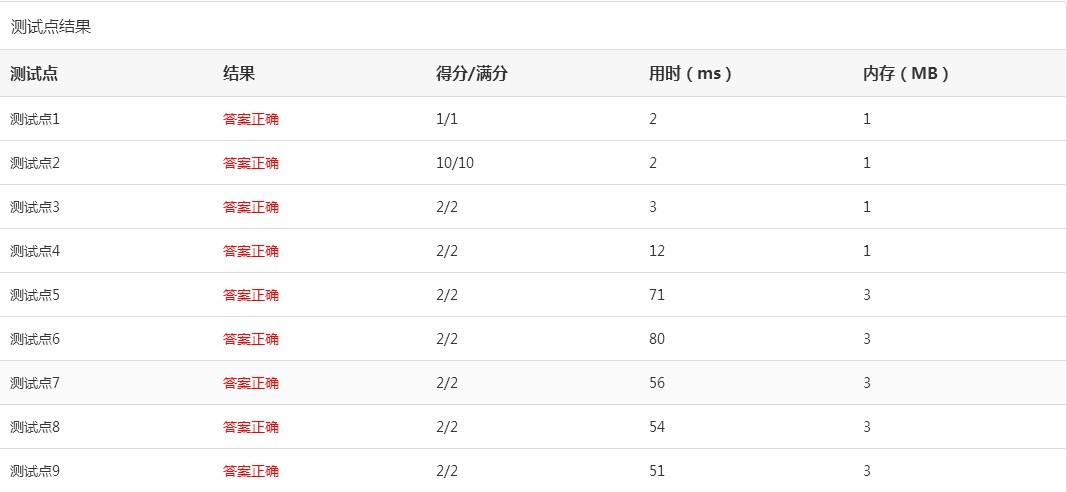 测试点结果
测试点 结果 得分/满分 用时（ms） 内存（MB）
测试点1 答案正确 1/1 2 1
测试点2 答案正确 10/10 2 1
测试点3 答案正确 2/2 3 1
测试点4 答案正确 2/2 12 1
测试点5 答案正确 2/2 71 3
测试点6 答案正确 2/2 80 3
测试点7 答案正确 2/2 56 3
测试点8 答案正确 2/2 54 3
测试点9 答案正确 2/2 51 3